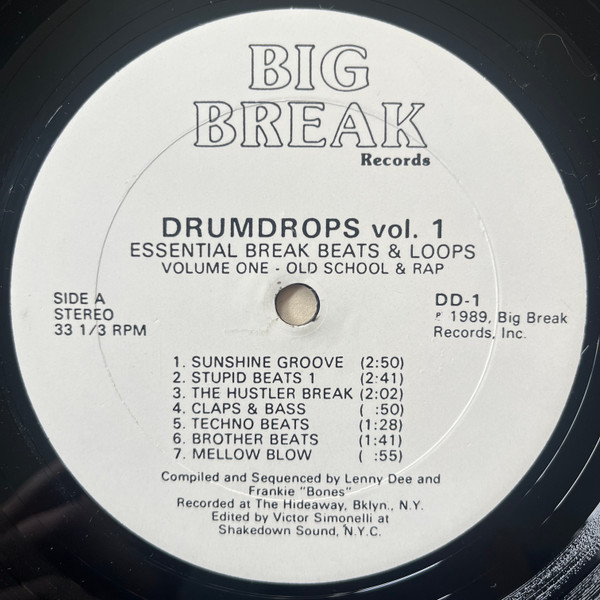 BIG
BREAK
Records
DRUMDROPS vol. 1
ESSENTIAL BREAK BEATS & LOOPS
VOLUME ONE - OLD SCHOOL & RAP
SIDE A
STEREO
33 1/3 RPM
DD-1
℗ 1989, Big Break
Records, Inc.
1. SUNSHINE GROOVE (2:50)
2. STUPID BEATS 1 (2:41)
3. THE HUSTLER BREAK (2:02)
4. CLAPS & BASS ( :50)
5. TECHNO BEATS (1:28)
6. BROTHER BEATS (1:41)
7. MELLOW BLOW ( :55)
Compiled and Sequenced by Lenny Dee and
Frankie "Bones"
Recorded at The Hideaway, Bklyn., N.Y.
Edited by Victor Simonelli at
Shakedown Sound, N.Y.C.